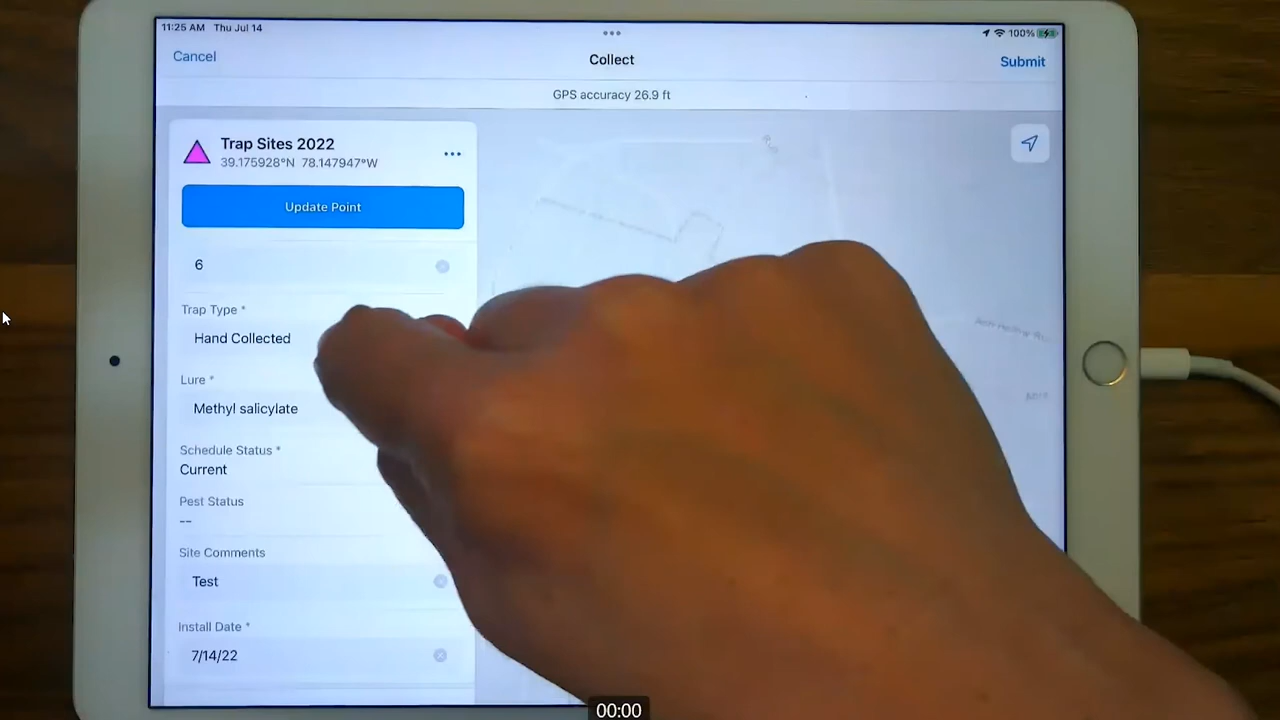 11:25 AM Thu Jul 14
100%
Cancel
Collect
Submit
GPS accuracy 26.9 ft
Trap Sites 2022
39.175928°N 78.147947°W
Update Point
6
Trap Type *
Hand Collected
Lure *
Methyl salicylate
Schedule Status *
Current
Pest Status
--
Site Comments
Test
Install Date *
7/14/22
00:00